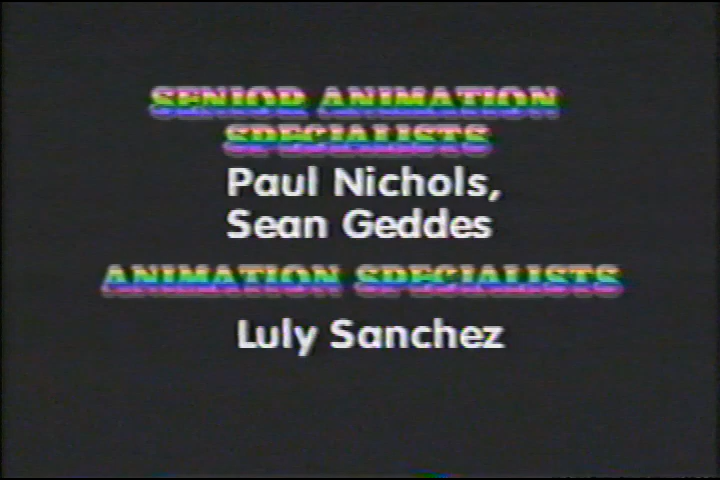 SENIOR ANIMATION
SPECIALISTS
Paul Nichols,
Sean Geddes
ANIMATION SPECIALISTS
Luly Sanchez